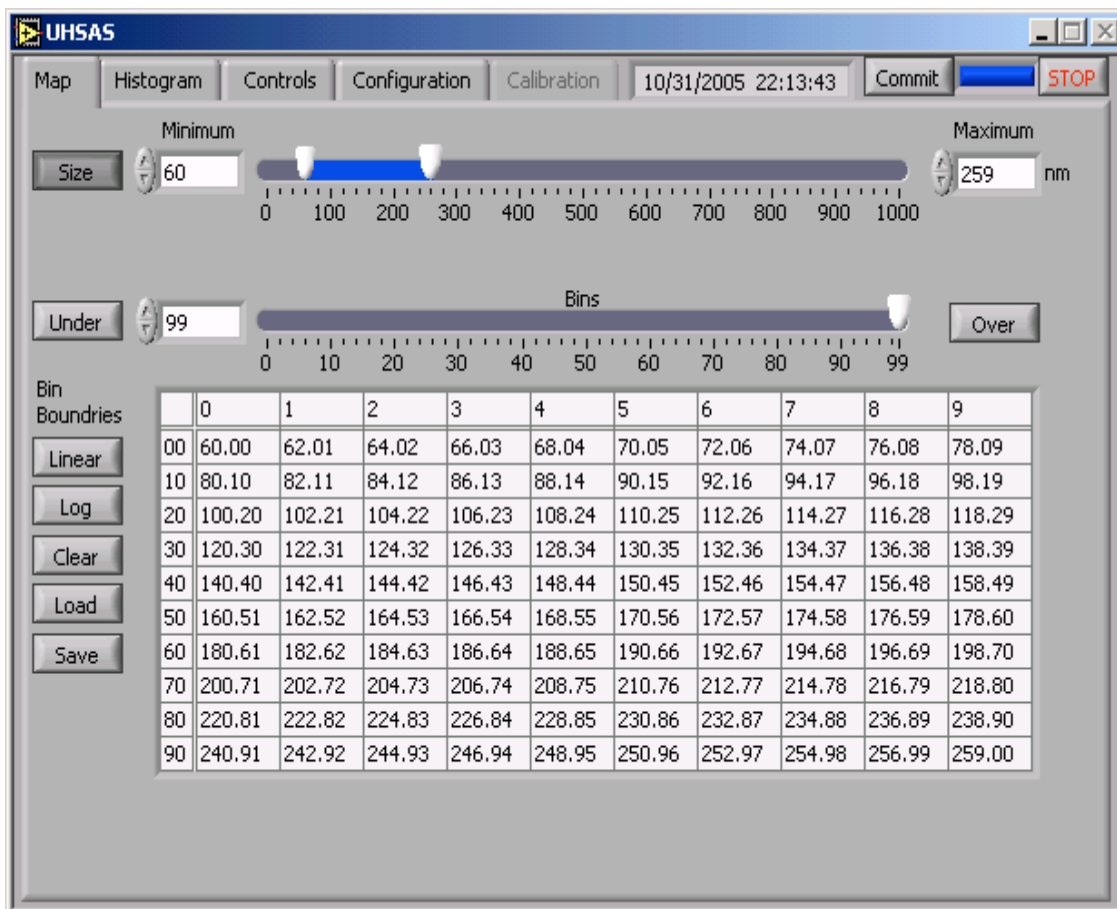 UHSAS
Map Histogram Controls Configuration Calibration 10/31/2005 22:13:43 Commit STOP
Minimum Maximum
Size 60 259 nm
0 100 200 300 400 500 600 700 800 900 1000
Bins
Under 99 Over
0 10 20 30 40 50 60 70 80 90 99
Bin
Boundries
0 1 2 3 4 5 6 7 8 9
Linear
Log
Clear
Load
Save
00 60.00 62.01 64.02 66.03 68.04 70.05 72.06 74.07 76.08 78.09
10 80.10 82.11 84.12 86.13 88.14 90.15 92.16 94.17 96.18 98.19
20 100.20 102.21 104.22 106.23 108.24 110.25 112.26 114.27 116.28 118.29
30 120.30 122.31 124.32 126.33 128.34 130.35 132.36 134.37 136.38 138.39
40 140.40 142.41 144.42 146.43 148.44 150.45 152.46 154.47 156.48 158.49
50 160.51 162.52 164.53 166.54 168.55 170.56 172.57 174.58 176.59 178.60
60 180.61 182.62 184.63 186.64 188.65 190.66 192.67 194.68 196.69 198.70
70 200.71 202.72 204.73 206.74 208.75 210.76 212.77 214.78 216.79 218.80
80 220.81 222.82 224.83 226.84 228.85 230.86 232.87 234.88 236.89 238.90
90 240.91 242.92 244.93 246.94 248.95 250.96 252.97 254.98 256.99 259.00